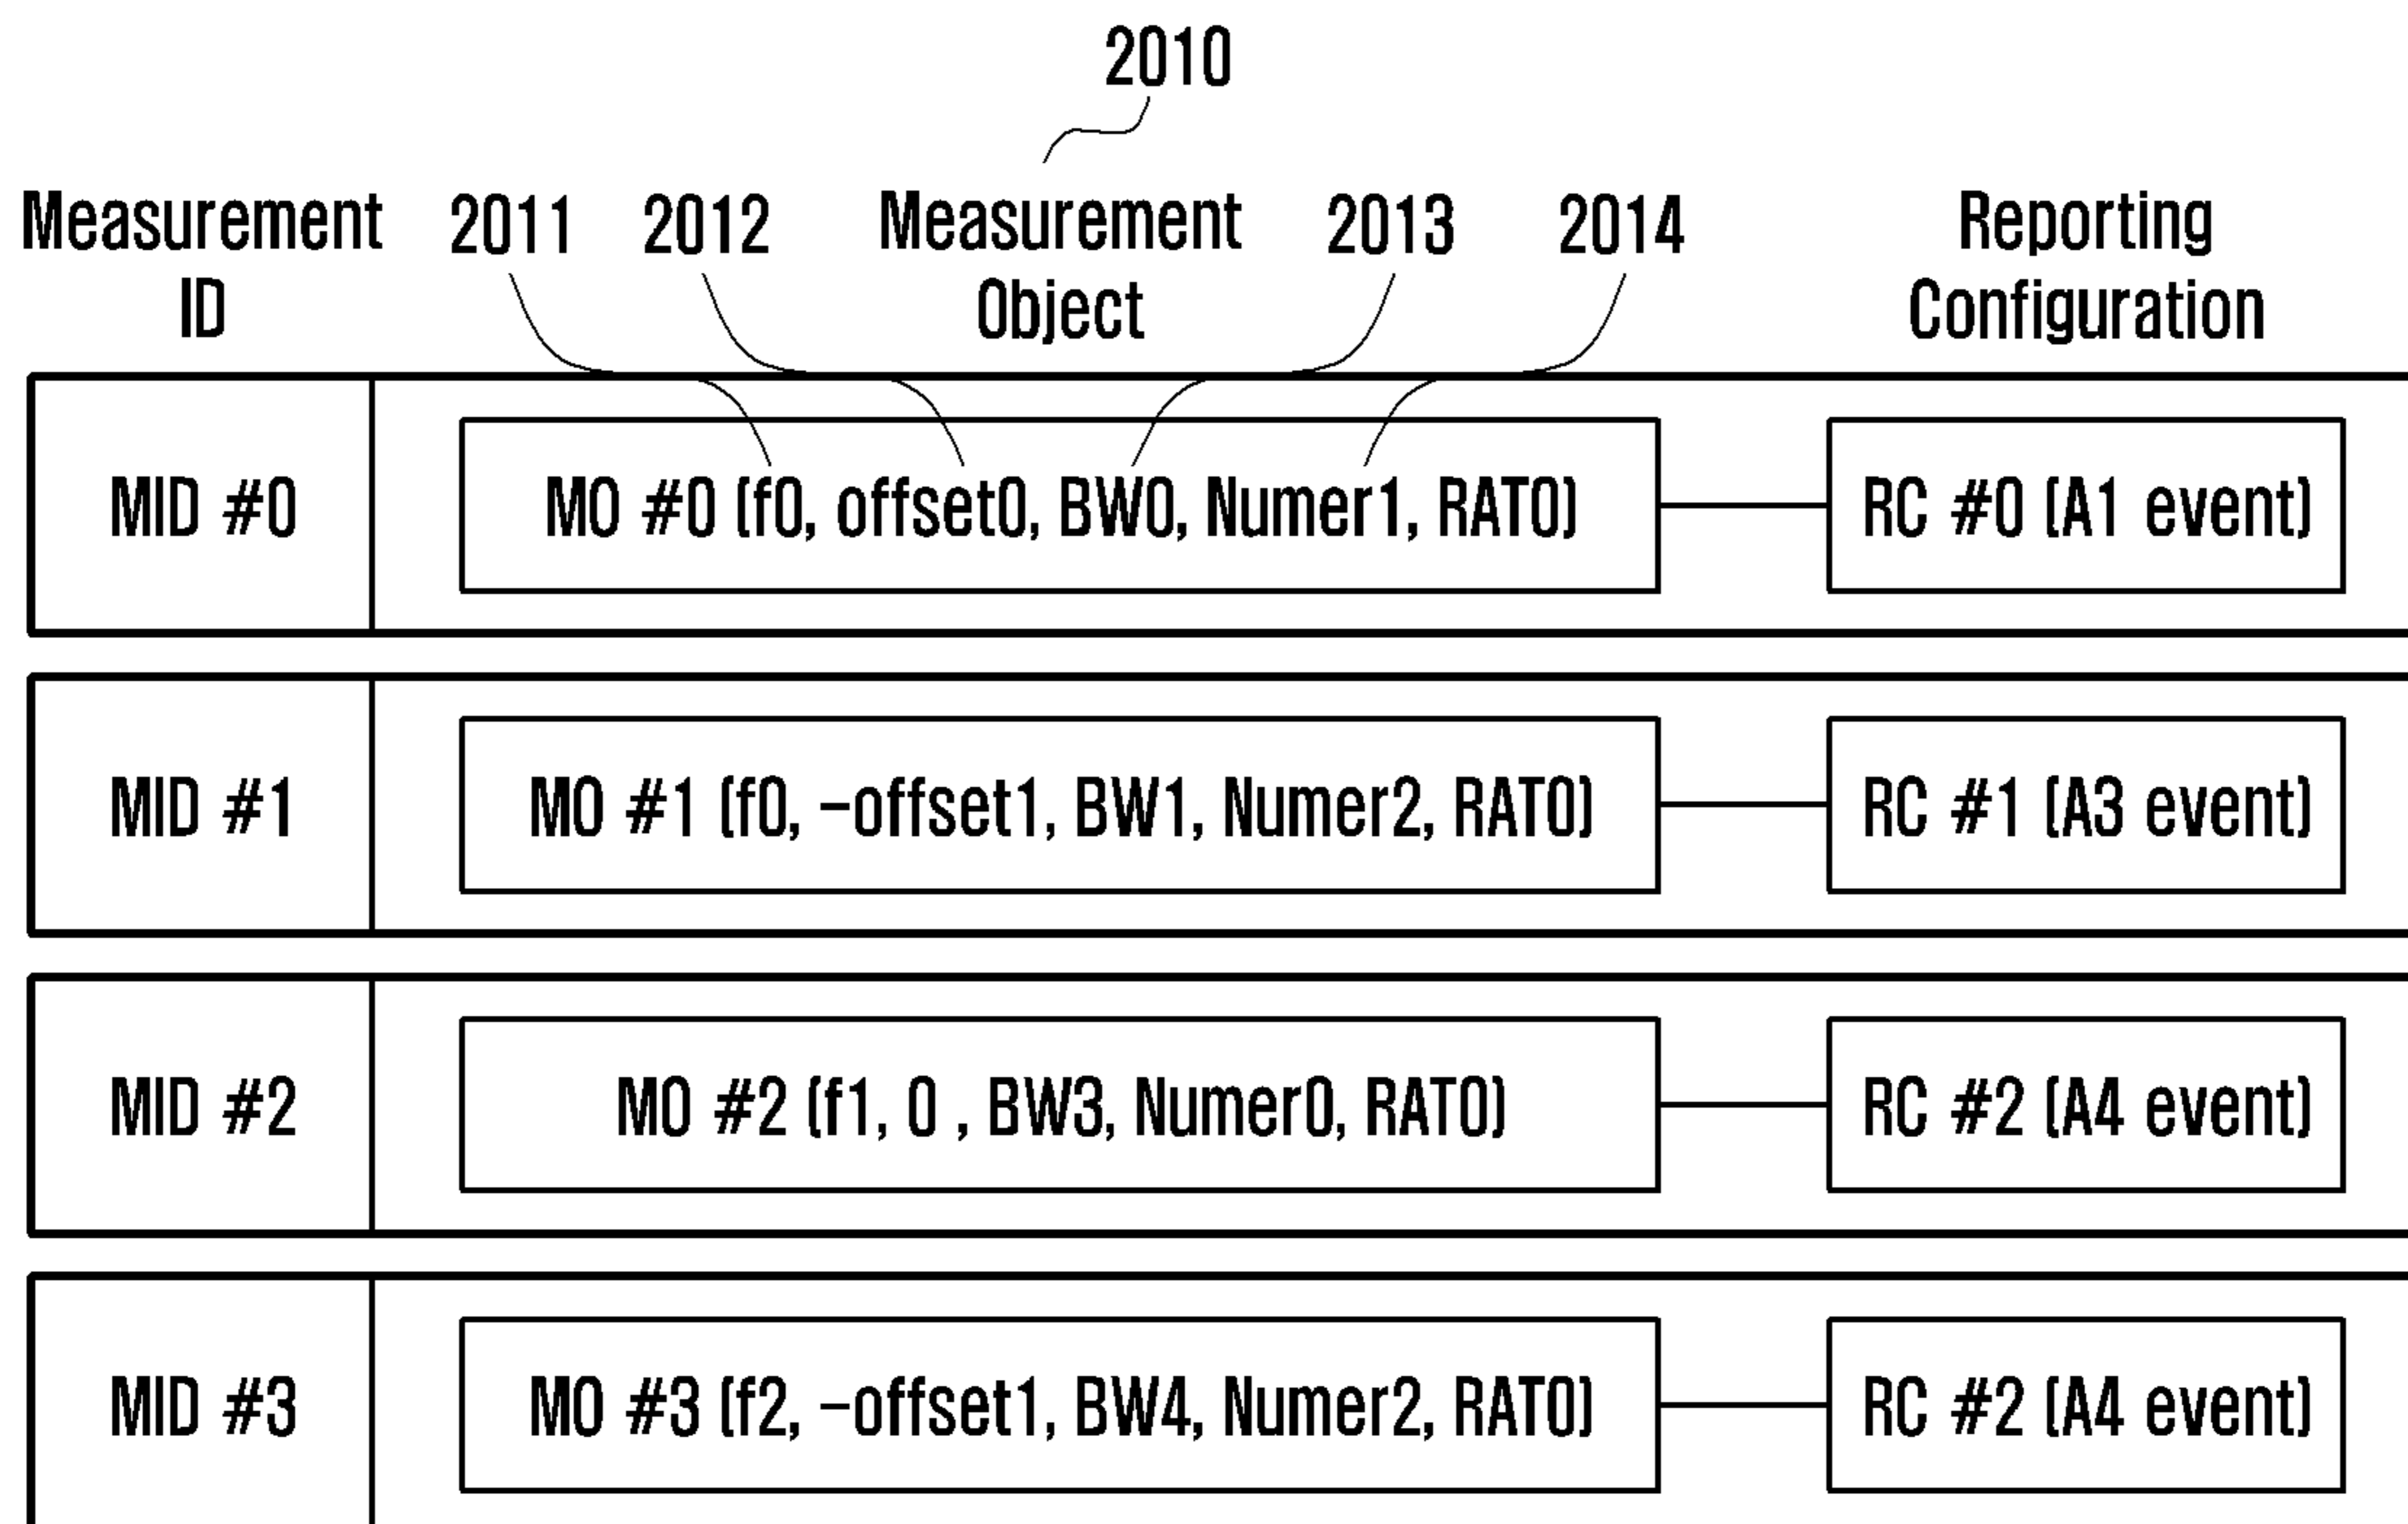 2010
Measurement ID 2011 2012 Measurement Object 2013 2014 Reporting Configuration
MID #0 MO #0 (f0, offset0, BW0, Numer1, RAT0) RC #0 (A1 event)
MID #1 MO #1 (f0, –offset1, BW1, Numer2, RAT0) RC #1 (A3 event)
MID #2 MO #2 (f1, 0 , BW3, Numer0, RAT0) RC #2 (A4 event)
MID #3 MO #3 (f2, –offset1, BW4, Numer2, RAT0) RC #2 (A4 event)